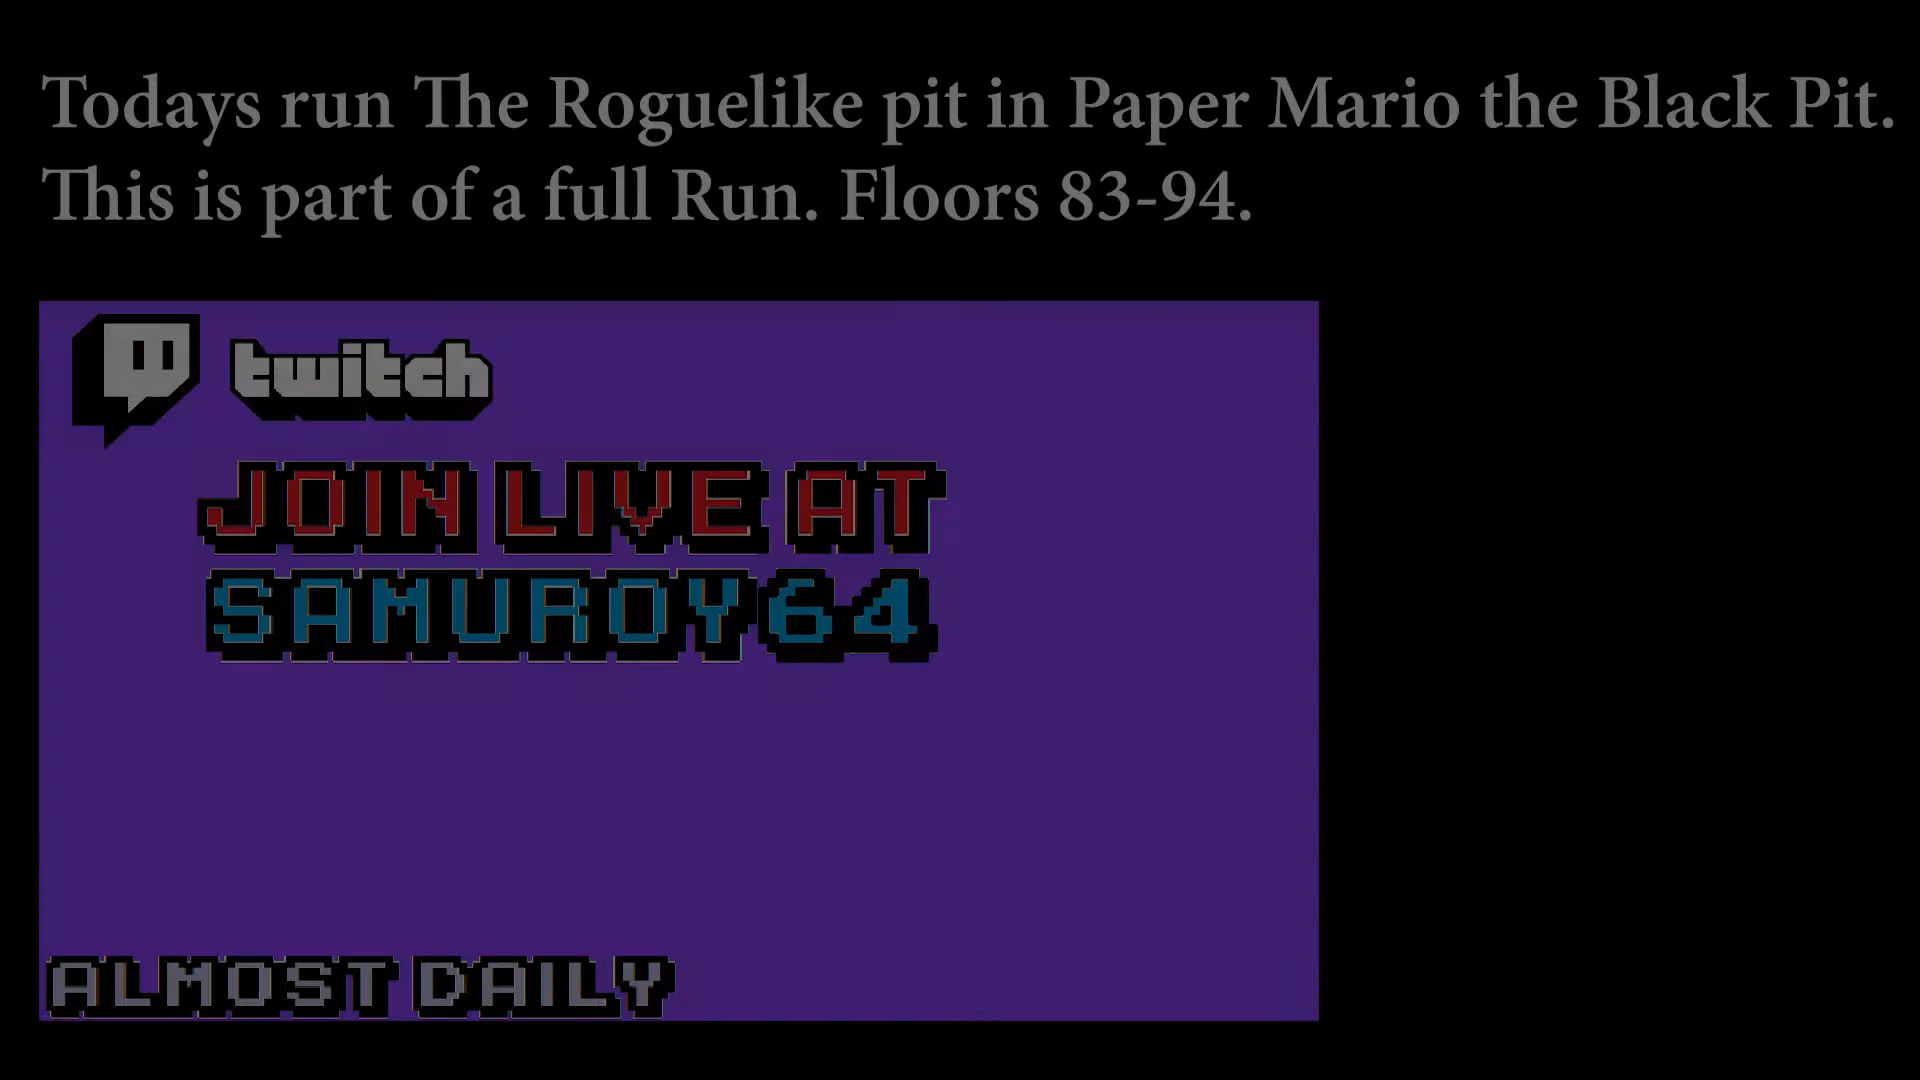 Todays run The Roguelike pit in Paper Mario the Black Pit.
This is part of a full Run. Floors 83-94.
twitch
JOIN LIVE AT
SAMUROY64
ALMOST DAILY